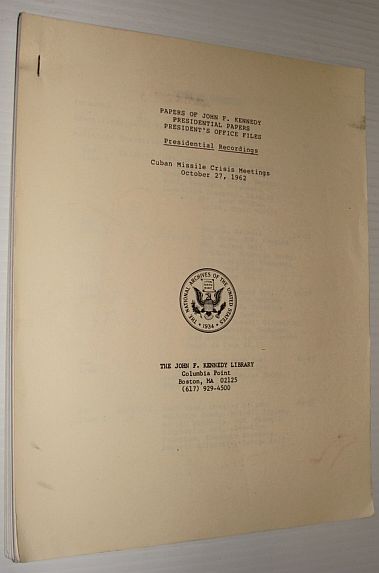 PAPERS OF JOHN F. KENNEDY
PRESIDENTIAL PAPERS
PRESIDENT'S OFFICE FILES
Presidential Recordings
Cuban Missile Crisis Meetings
October 27, 1962
THE NATIONAL ARCHIVES OF THE UNITED STATES
1934
THE JOHN F. KENNEDY LIBRARY
Columbia Point
Boston, MA 02125
(617) 929-4500